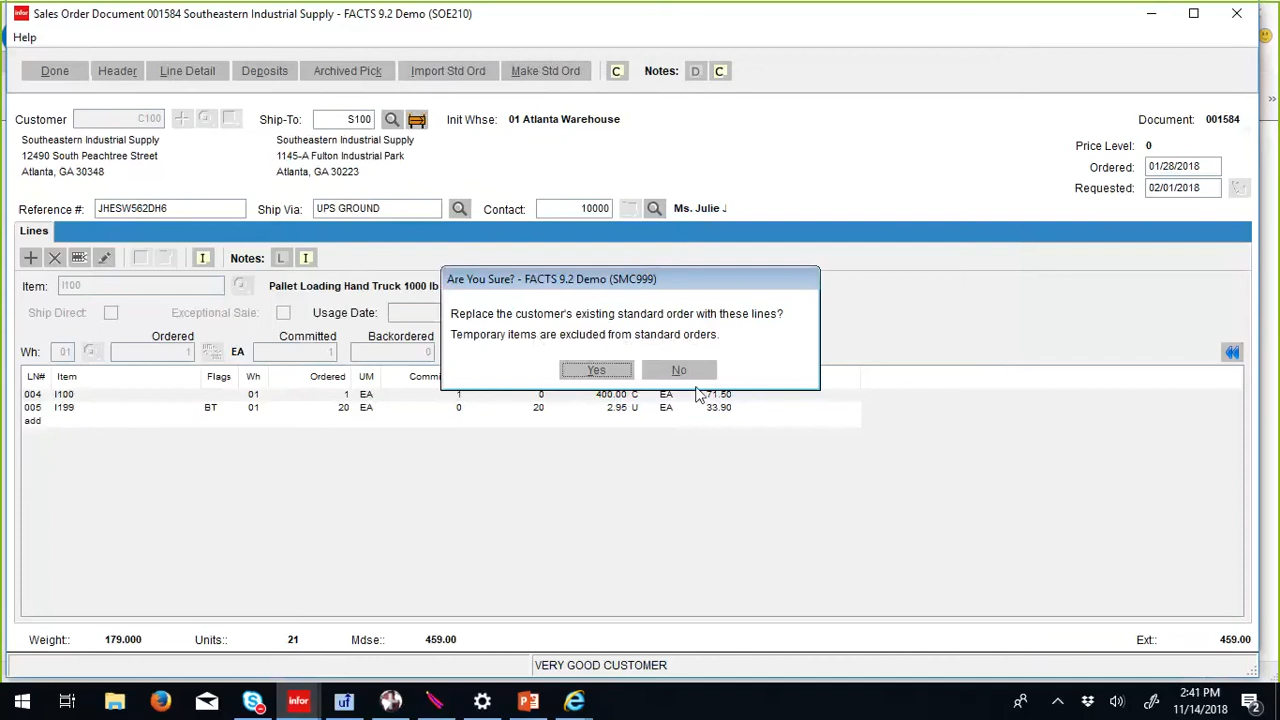 infor Sales Order Document 001584 Southeastern Industrial Supply - FACTS 9.2 Demo (SOE210)
Help
Done Header Line Detail Deposits Archived Pick Import Std Ord Make Std Ord C Notes: D C
Customer C100 Ship-To: S100 Init Whse: 01 Atlanta Warehouse Document: 001584
Southeastern Industrial Supply Southeastern Industrial Supply Price Level: 0
12490 South Peachtree Street 1145-A Fulton Industrial Park Ordered: 01/28/2018
Atlanta, GA 30348 Atlanta, GA 30223 Requested: 02/01/2018
Reference #: JHESW562DH6 Ship Via: UPS GROUND Contact: 10000 Ms. Julie J
Lines
I Notes: L I
Item: I100 Pallet Loading Hand Truck 1000 lb
Ship Direct: Exceptional Sale: Usage Date:
Ordered Committed Backordered
Wh: 01 1 EA 1 0
Are You Sure? - FACTS 9.2 Demo (SMC999)
Replace the customer's existing standard order with these lines?
Temporary items are excluded from standard orders.
Yes No
LN# Item Flags Wh Ordered UM Commi
004 I100 01 1 EA 1 0 400.00 C EA 71.50
005 I199 BT 01 20 EA 0 20 2.95 U EA 33.90
add
Weight:: 179.000 Units:: 21 Mdse:: 459.00 Ext:: 459.00
VERY GOOD CUSTOMER
infor uf 2:41 PM
11/14/2018 2